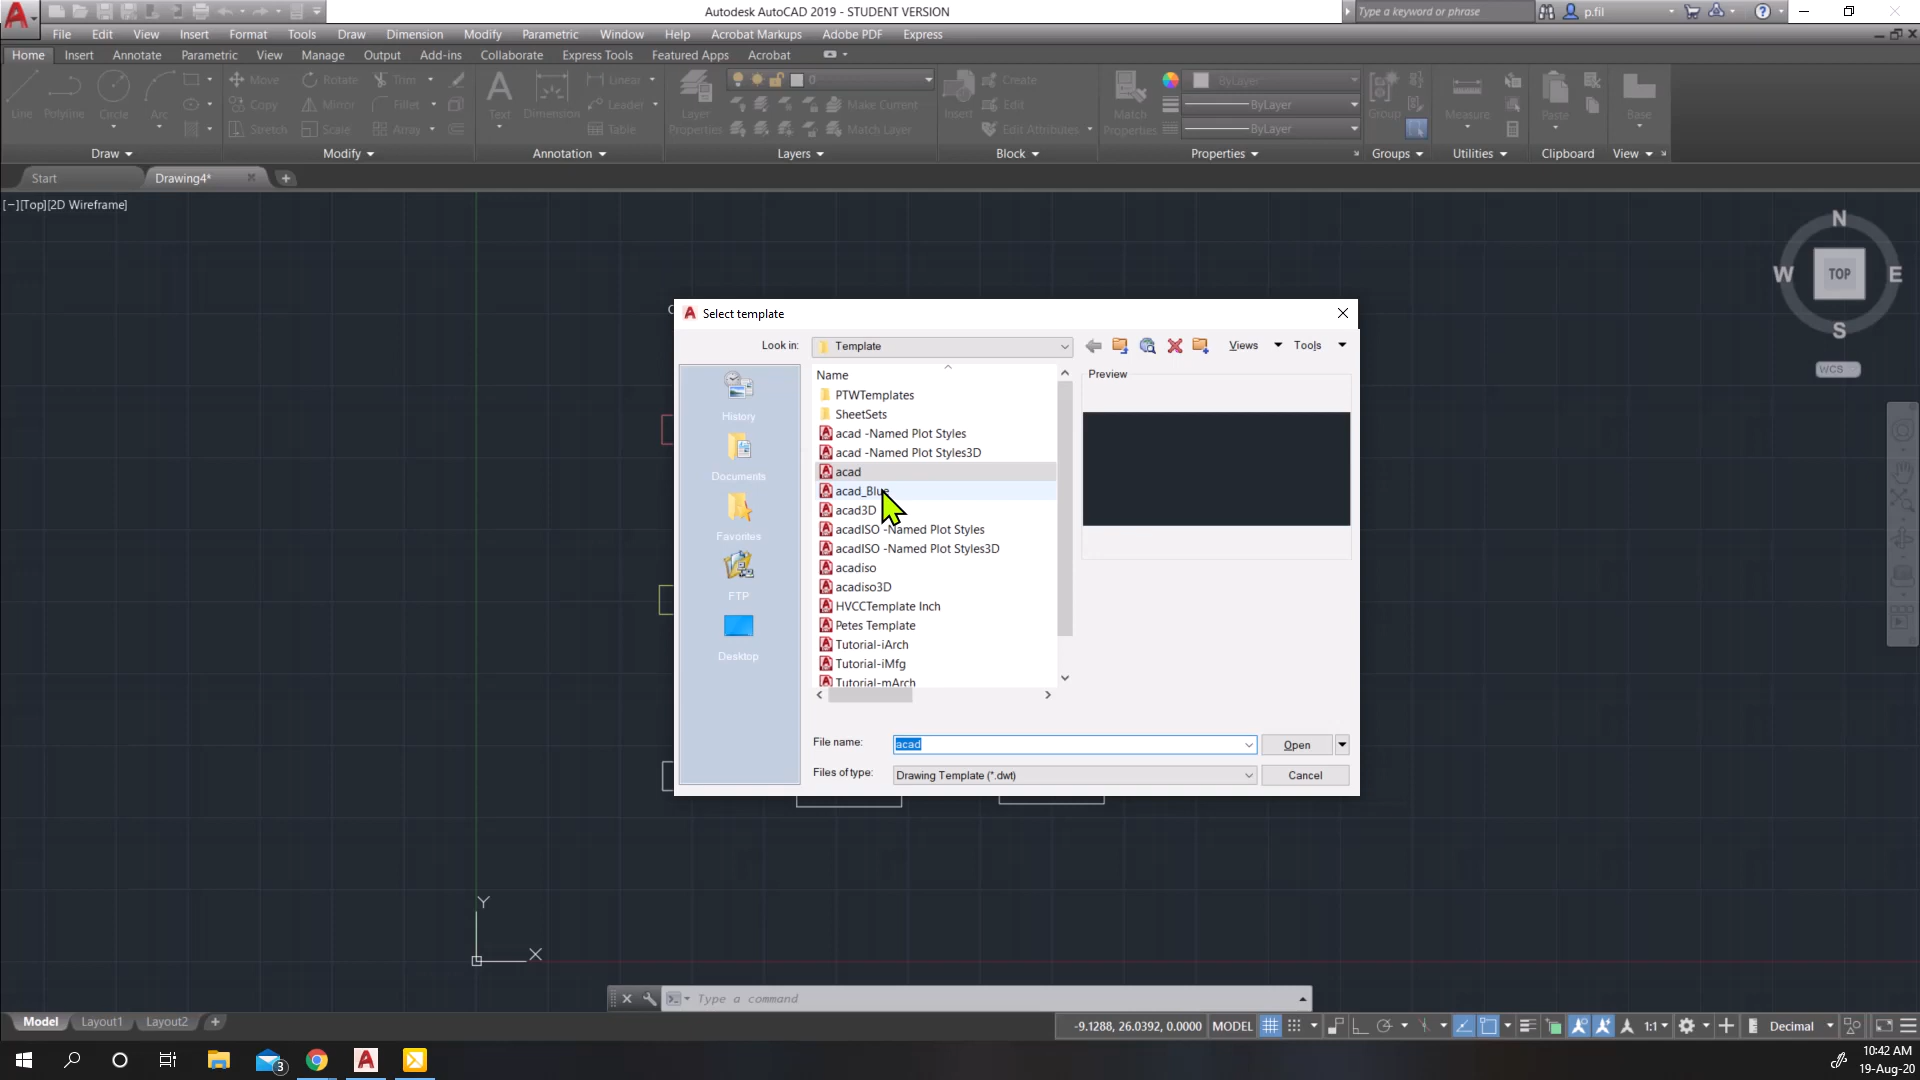 Autodesk AutoCAD 2019 - STUDENT VERSION
Type a keyword or phrase
p.fil
File Edit View Insert Format Tools Draw Dimension Modify Parametric Window Help Acrobat Markups Adobe PDF Express
Home Insert Annotate Parametric View Manage Output Add-ins Collaborate Express Tools Featured Apps Acrobat
Line Polyline Circle Arc
Move Rotate Trim
Copy Mirror Fillet
Stretch Scale Array
Text Dimension
Linear
Leader
Table
Layer Properties
0
Make Current
Match Layer
Insert
Create
Edit
Edit Attributes
Match Properties
ByLayer
ByLayer
ByLayer
Group
Measure
Paste
Base
Draw Modify Annotation Layers Block Properties Groups Utilities Clipboard View
Start Drawing4*
[−][Top][2D Wireframe]
N
W TOP E
S
WCS
Select template
Look in: Template
Views Tools
History
Documents
Favorites
FTP
Desktop
Name
PTWTemplates
SheetSets
acad -Named Plot Styles
acad -Named Plot Styles3D
acad
acad_Blue
acad3D
acadISO -Named Plot Styles
acadISO -Named Plot Styles3D
acadiso
acadiso3D
HVCCTemplate Inch
Petes Template
Tutorial-iArch
Tutorial-iMfg
Tutorial-mArch
Preview
File name: acad Open
Files of type: Drawing Template (*.dwt) Cancel
Y
X
Type a command
Model Layout1 Layout2
-9.1288, 26.0392, 0.0000 MODEL 1:1 Decimal
3
10:42 AM
19-Aug-20